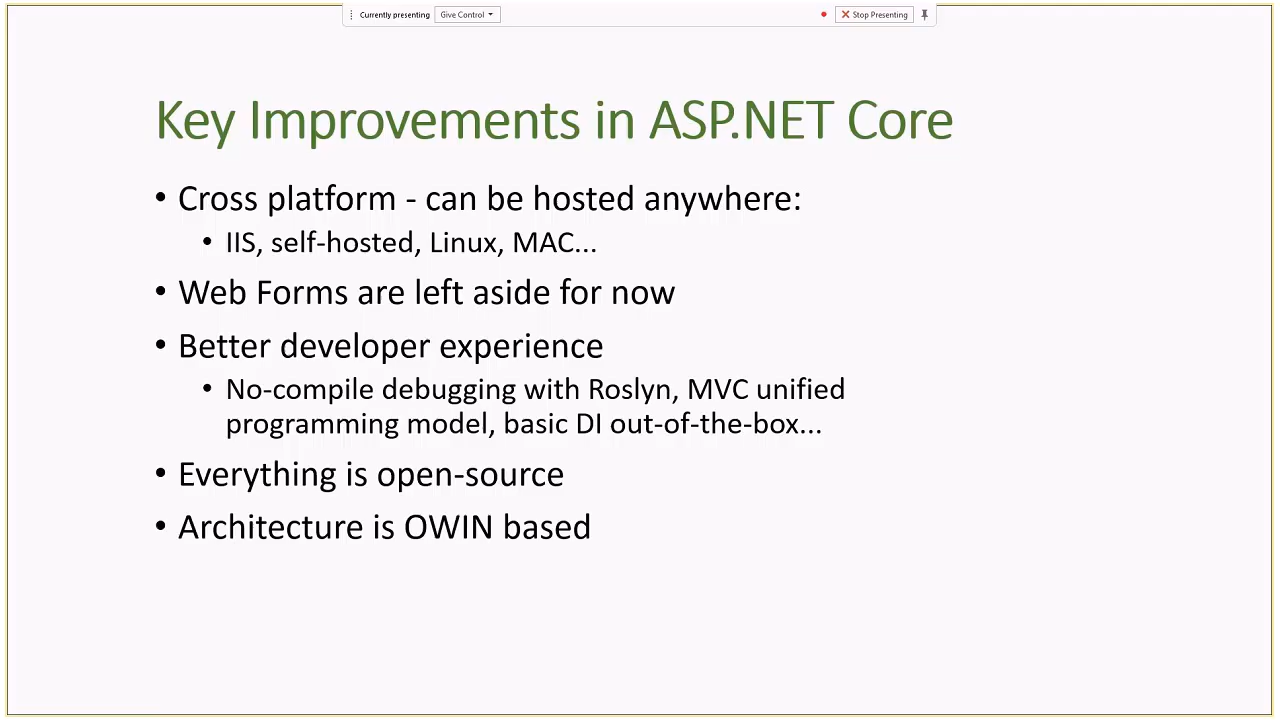 Currently presenting Give Control Stop Presenting
Key Improvements in ASP.NET Core
• Cross platform - can be hosted anywhere:
• IIS, self-hosted, Linux, MAC...
• Web Forms are left aside for now
• Better developer experience
• No-compile debugging with Roslyn, MVC unified
programming model, basic DI out-of-the-box...
• Everything is open-source
• Architecture is OWIN based